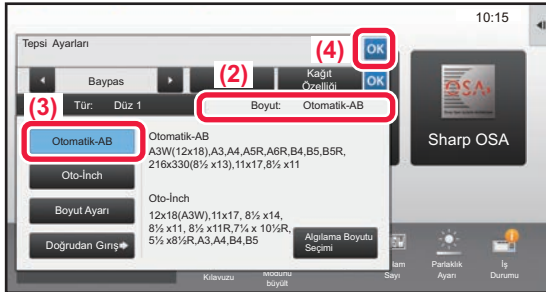 10:15
Tepsi Ayarları
(4)
OK
Baypas
(2)
Kağıt
Özelliği
OK
(3)
Tür: Düz 1
Boyut: Otomatik-AB
Otomatik-AB
Otomatik-AB
A3W(12x18),A3,A4,A5R,A6R,B4,B5,B5R,
216x330(8½ x13),11x17,8½ x11
Oto-İnch
Oto-İnch
12x18(A3W),11x17, 8½ x14,
8½ x11, 8½ x11R,7¼ x 10½R,
5½ x8½R,A3,A4,B4,B5
Boyut Ayarı
Doğrudan Giriş
Algılama Boyutu
Seçimi
OSA
Sharp OSA
Kılavuzu
Modunu
büyült
lam
Sayı
Parlaklık
Ayarı
İş
Durumu